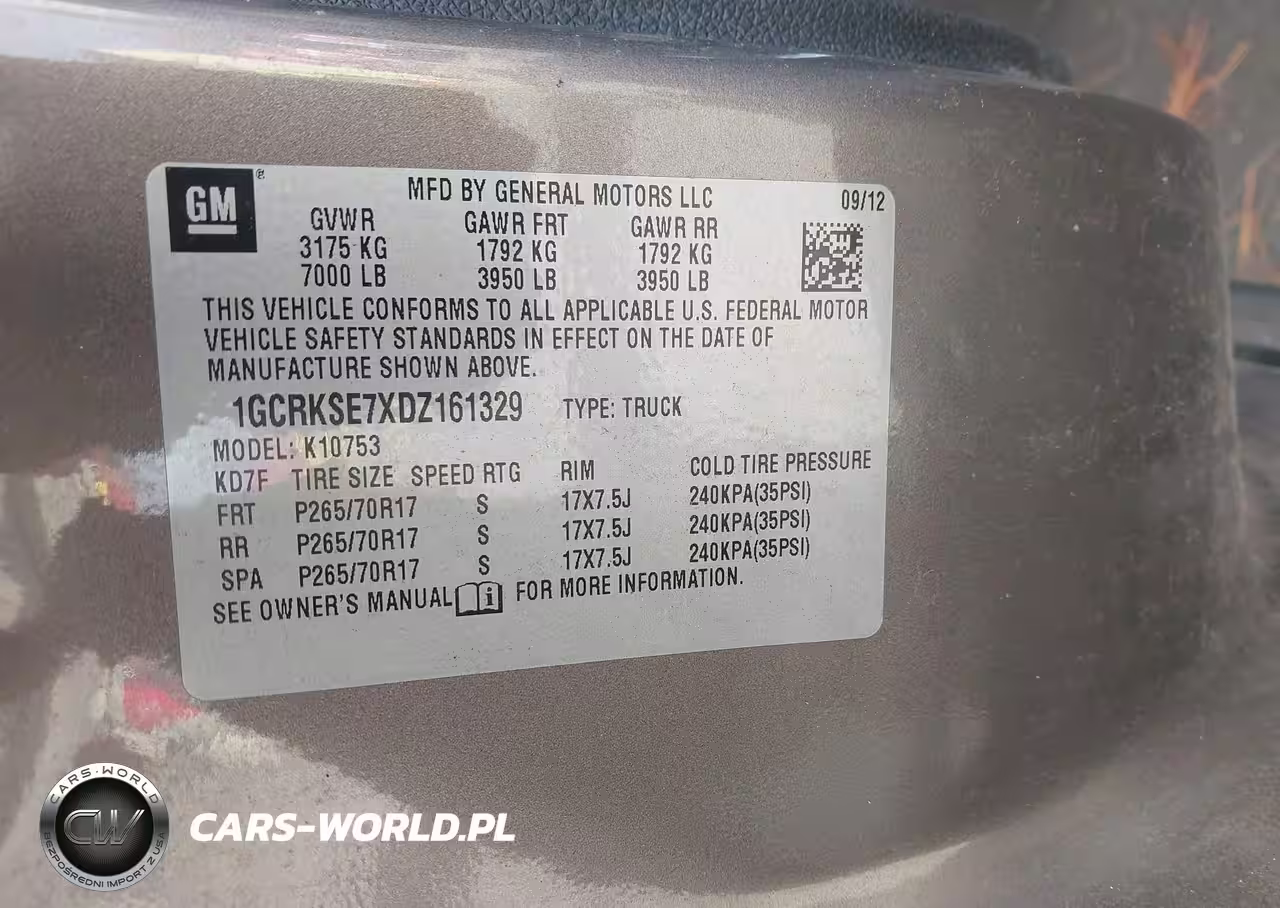 GM
®
MFD BY GENERAL MOTORS LLC 09/12
GVWR GAWR FRT GAWR RR
3175 KG 1792 KG 1792 KG
7000 LB 3950 LB 3950 LB
THIS VEHICLE CONFORMS TO ALL APPLICABLE U.S. FEDERAL MOTOR
VEHICLE SAFETY STANDARDS IN EFFECT ON THE DATE OF
MANUFACTURE SHOWN ABOVE.
1GCRKSE7XDZ161329 TYPE: TRUCK
MODEL: K10753
KD7F TIRE SIZE SPEED RTG RIM COLD TIRE PRESSURE
FRT P265/70R17 S 17X7.5J 240KPA(35PSI)
RR P265/70R17 S 17X7.5J 240KPA(35PSI)
SPA P265/70R17 S 17X7.5J 240KPA(35PSI)
SEE OWNER'S MANUAL i FOR MORE INFORMATION.
CARS-WORLD
CW
BEZPOŚREDNI IMPORT Z USA
CARS-WORLD.PL